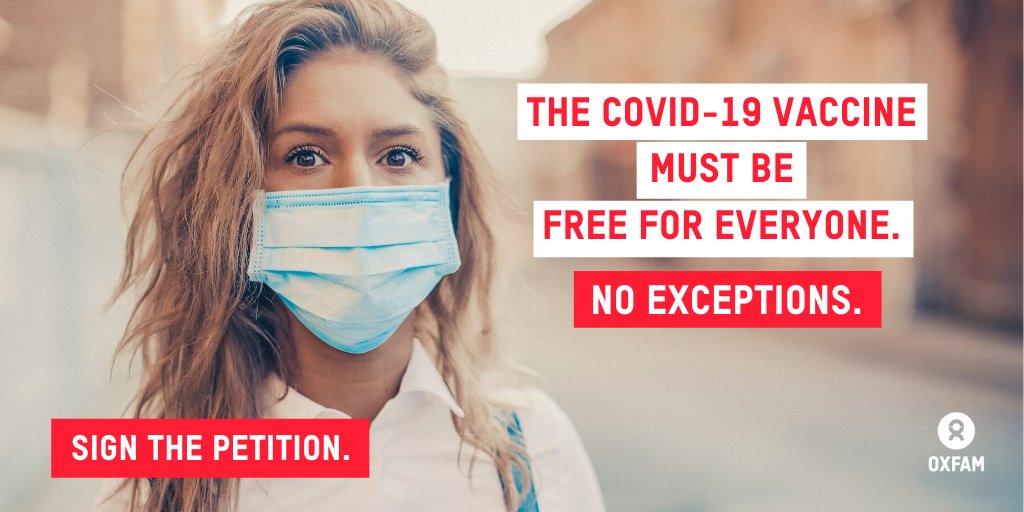 THE COVID-19 VACCINE
MUST BE
FREE FOR EVERYONE.
NO EXCEPTIONS.
SIGN THE PETITION.
OXFAM